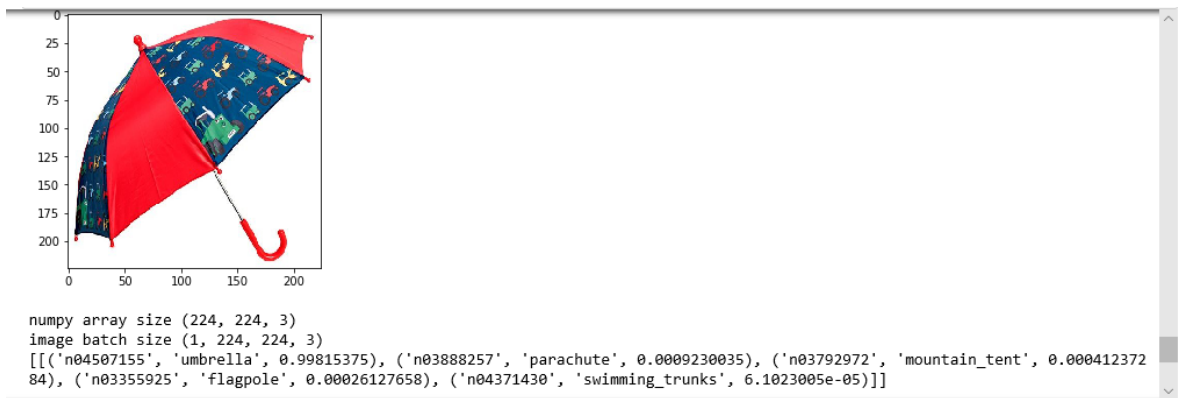 0
25
50
75
100
125
150
175
200
0 50 100 150 200
numpy array size (224, 224, 3)
image batch size (1, 224, 224, 3)
[[('n04507155', 'umbrella', 0.99815375), ('n03888257', 'parachute', 0.0009230035), ('n03792972', 'mountain_tent', 0.000412372
84), ('n03355925', 'flagpole', 0.00026127658), ('n04371430', 'swimming_trunks', 6.1023005e-05)]]